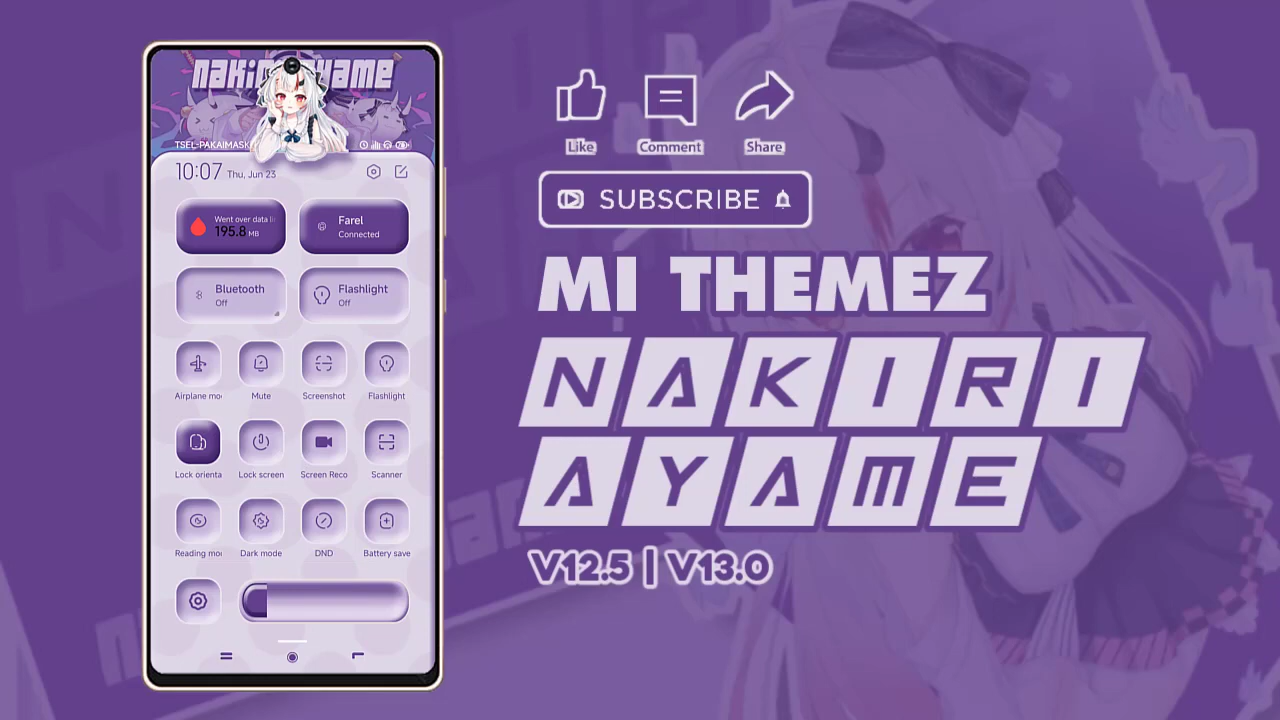 nakiri ayame
TSEL-PAKAIMASK
10:07 Thu, Jun 23
Went over data li
195.8 MB
Farel
Connected
Bluetooth
Off
Flashlight
Off
Airplane mo
Mute
Screenshot
Flashlight
Lock orienta
Lock screen
Screen Reco
Scanner
Reading mo
Dark mode
DND
Battery save
Like
Comment
Share
SUBSCRIBE
MI THEMEZ
NAKIRI
AYAME
V12.5 | V13.0